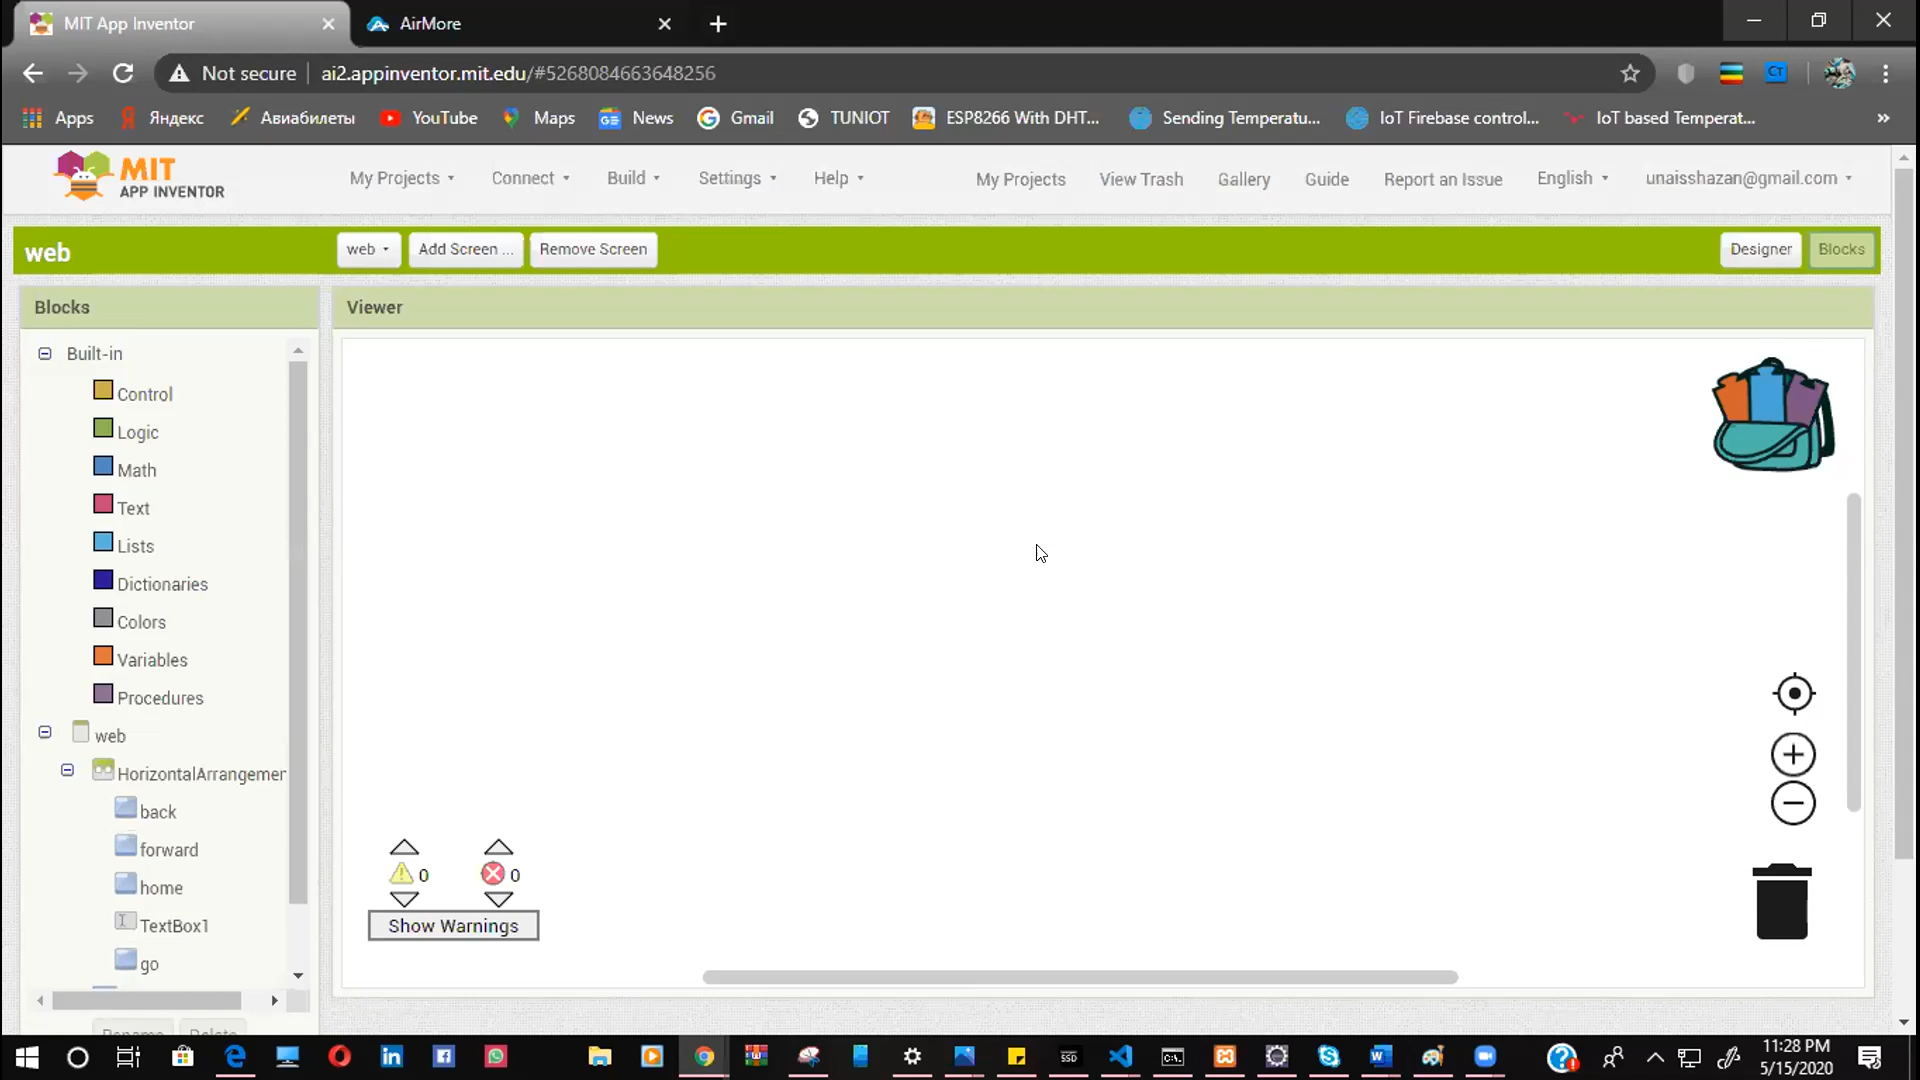 MIT App Inventor
AirMore
Not secure
ai2.appinventor.mit.edu/#5268084663648256
Apps
Яндекс
Авиабилеты
YouTube
Maps
News
Gmail
TUNIOT
ESP8266 With DHT...
Sending Temperatu...
IoT Firebase control...
IoT based Temperat...
MIT
APP INVENTOR
My Projects
Connect
Build
Settings
Help
My Projects
View Trash
Gallery
Guide
Report an Issue
English
unaisshazan@gmail.com
web
web
Add Screen ...
Remove Screen
Designer
Blocks
Blocks
Viewer
Built-in
Control
Logic
Math
Text
Lists
Dictionaries
Colors
Variables
Procedures
web
HorizontalArrangemen
back
forward
home
TextBox1
go
0
0
Show Warnings
Rename
Delete
11:28 PM
5/15/2020